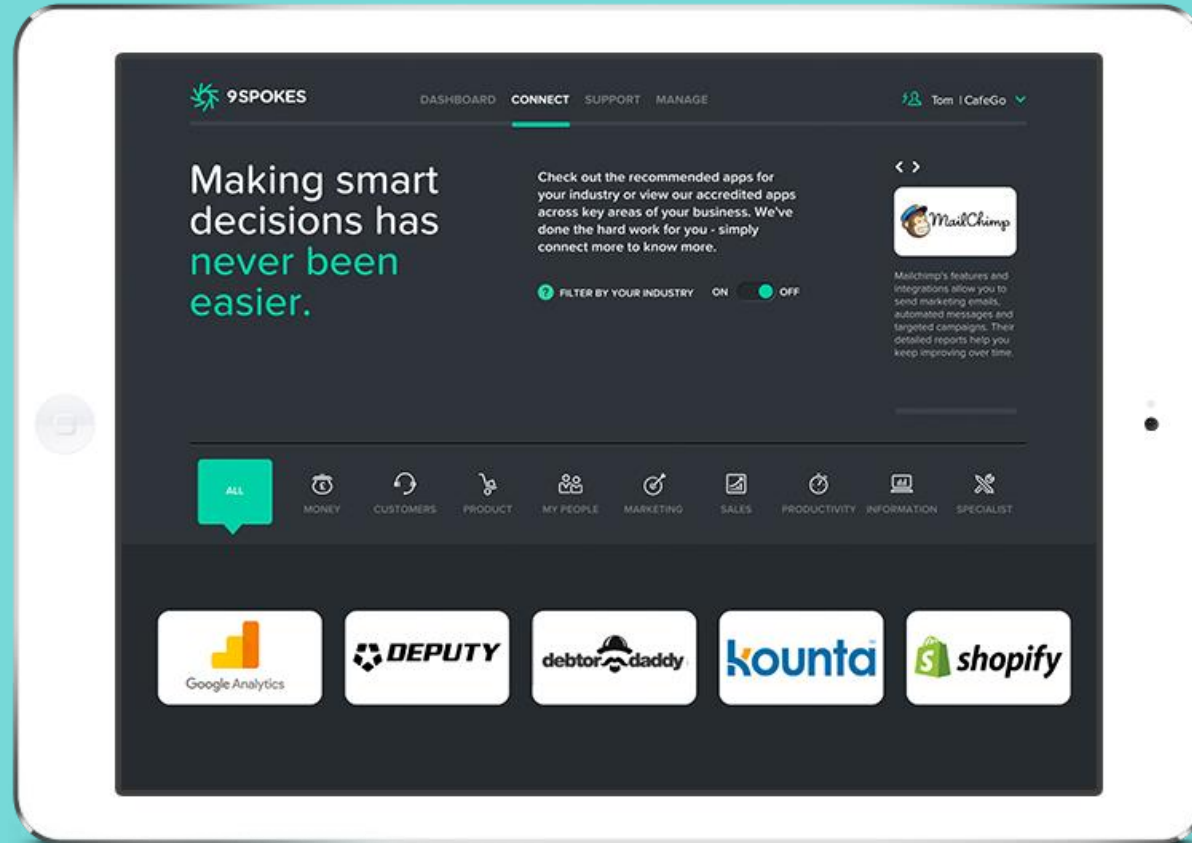 9SPOKES
DASHBOARD CONNECT SUPPORT MANAGE
Tom | CafeGo
Making smart
decisions has
never been
easier.
Check out the recommended apps for
your industry or view our accredited apps
across key areas of your business. We've
done the hard work for you - simply
connect more to know more.
? FILTER BY YOUR INDUSTRY ON OFF
MailChimp
Mailchimp's features and
integrations allow you to
send marketing emails,
automated messages and
targeted campaigns. Their
detailed reports help you
keep improving over time.
ALL
MONEY
CUSTOMERS
PRODUCT
MY PEOPLE
MARKETING
SALES
PRODUCTIVITY
INFORMATION
SPECIALIST
Google Analytics
DEPUTY
debtor daddy
kounta
shopify